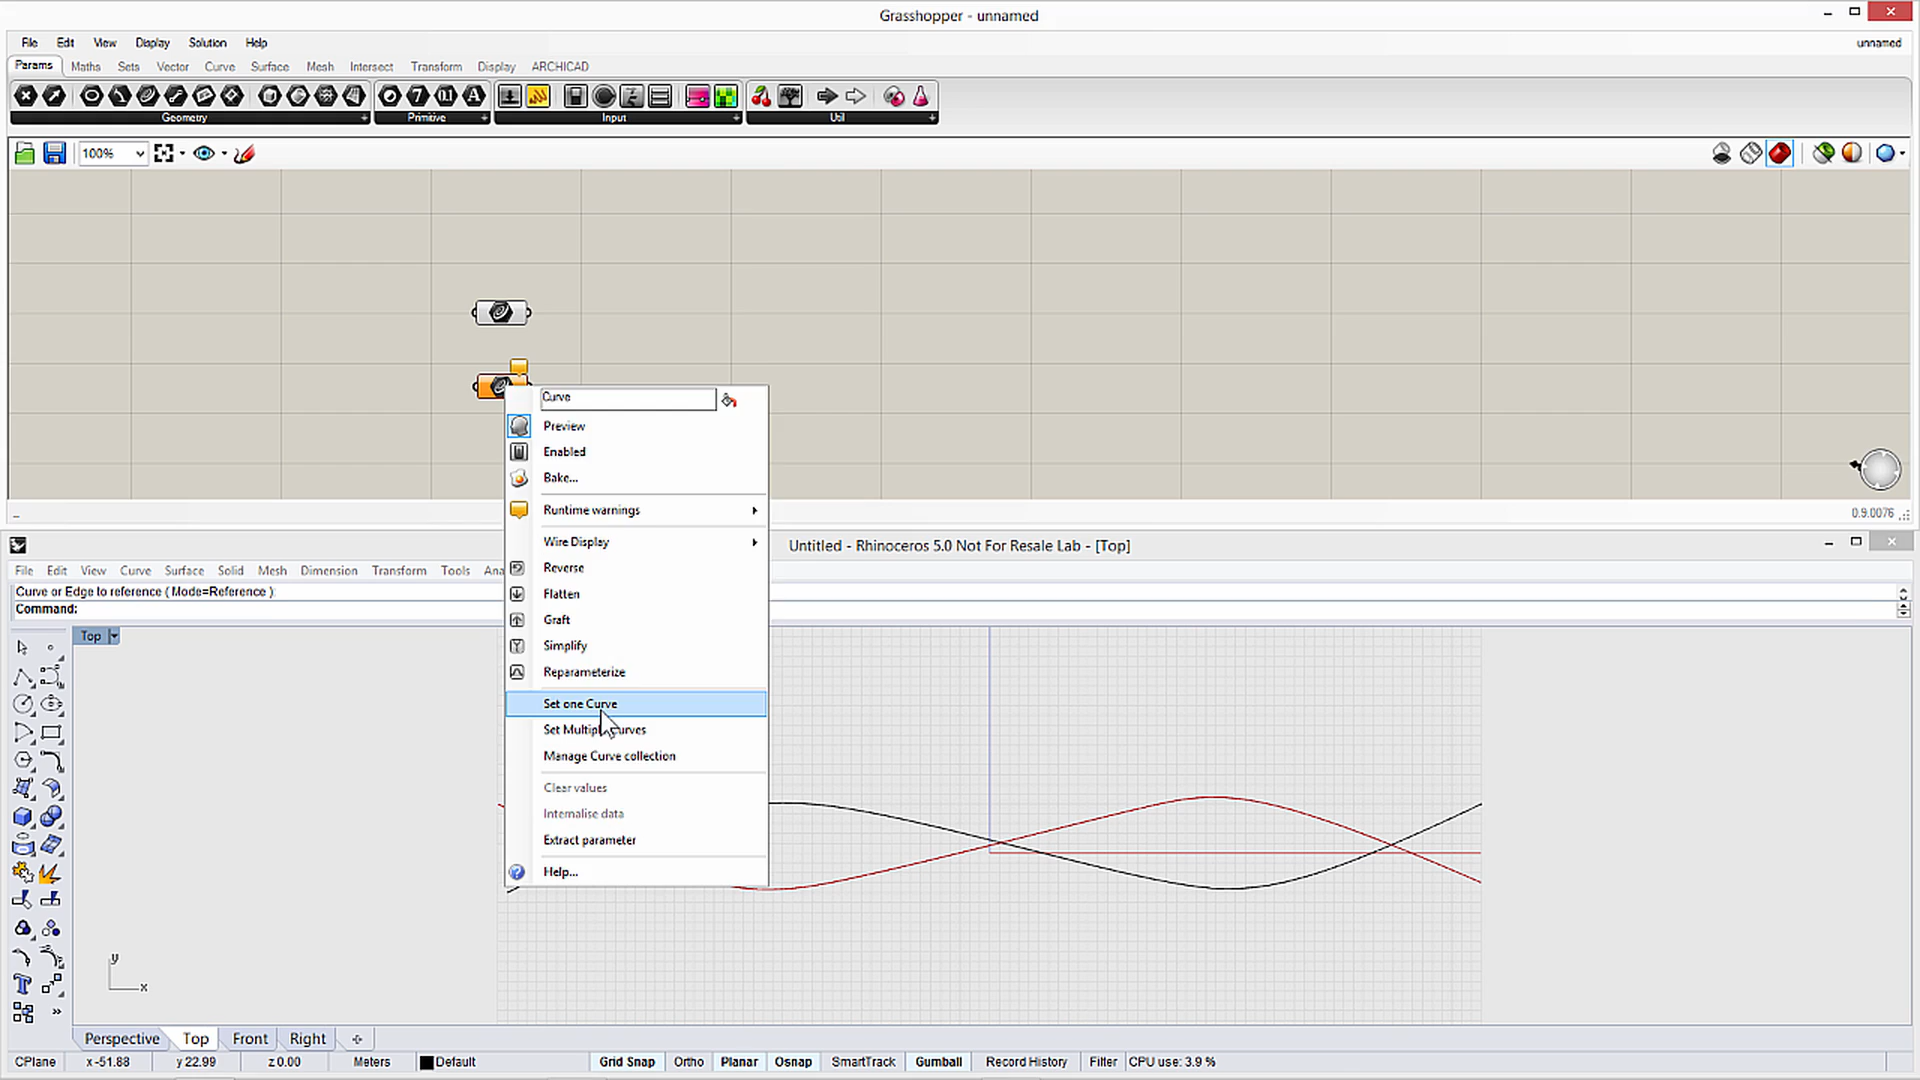 Grasshopper - unnamed
File Edit View Display Solution Help
unnamed
Params Maths Sets Vector Curve Surface Mesh Intersect Transform Display ARCHICAD
Geometry Primitive Input Util
100%
Curve
Preview
Enabled
Bake...
Runtime warnings
Wire Display
Reverse
Flatten
Graft
Simplify
Reparameterize
Set one Curve
Set Multiple Curves
Manage Curve collection
Clear values
Internalise data
Extract parameter
Help...
0.9.0076
Untitled - Rhinoceros 5.0 Not For Resale Lab - [Top]
File Edit View Curve Surface Solid Mesh Dimension Transform Tools Ana
Curve or Edge to reference ( Mode=Reference ):
Command:
Top
y
x
Perspective Top Front Right
CPlane x -51.88 y 22.99 z 0.00 Meters Default Grid Snap Ortho Planar Osnap SmartTrack Gumball Record History Filter CPU use: 3.9 %